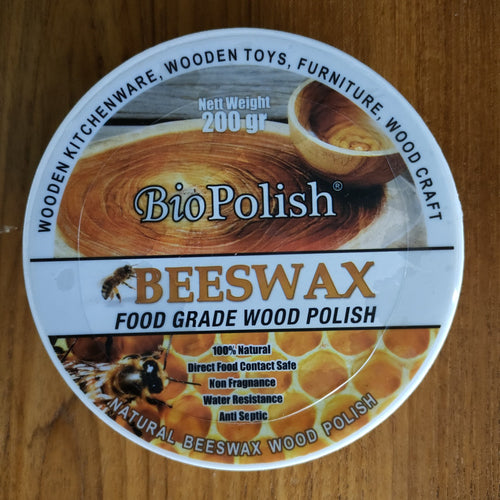 WOODEN KITCHENWARE, WOODEN TOYS, FURNITURE, WOOD CRAFT
Nett Weight
200 gr
BioPolish®
BEESWAX
FOOD GRADE WOOD POLISH
100% Natural
Direct Food Contact Safe
Non Fragnance
Water Resistance
Anti Septic
NATURAL BEESWAX WOOD POLISH